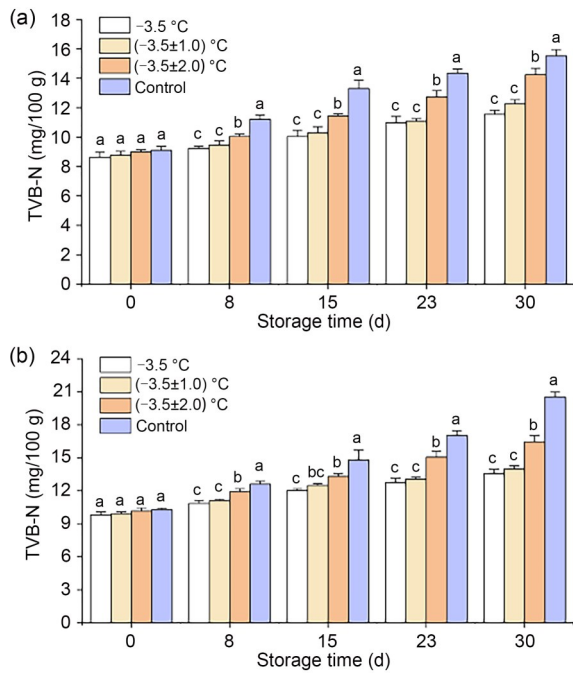 (a)
−3.5 °C
(−3.5±1.0) °C
(−3.5±2.0) °C
Control
TVB-N (mg/100 g)
18
16
14
12
10
8
6
4
2
0
a a a a
c c b a
c c b a
c c b a
c c b a
0 8 15 23 30
Storage time (d)
(b)
−3.5 °C
(−3.5±1.0) °C
(−3.5±2.0) °C
Control
TVB-N (mg/100 g)
24
21
18
15
12
9
6
3
0
a a a a
c c b a
c bc b a
c c b a
c c b a
0 8 15 23 30
Storage time (d)